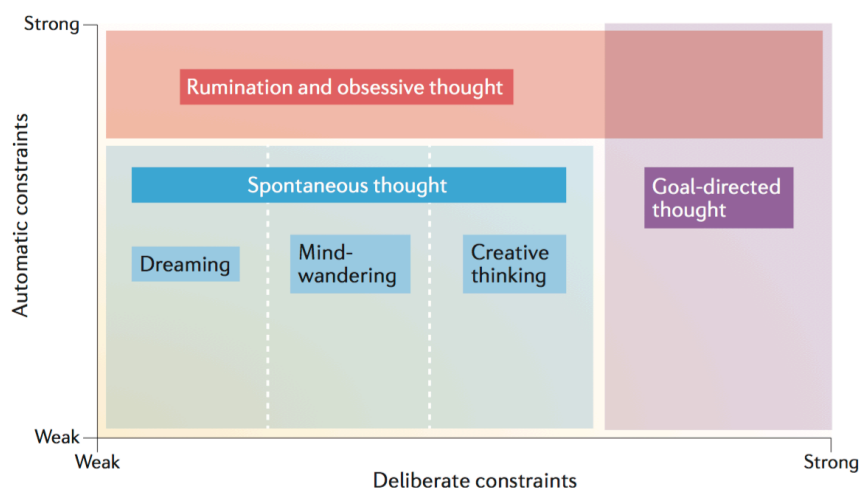 Strong
Rumination and obsessive thought
Spontaneous thought
Goal-directed
thought
Dreaming
Mind-
wandering
Creative
thinking
Automatic constraints
Weak
Weak
Strong
Deliberate constraints